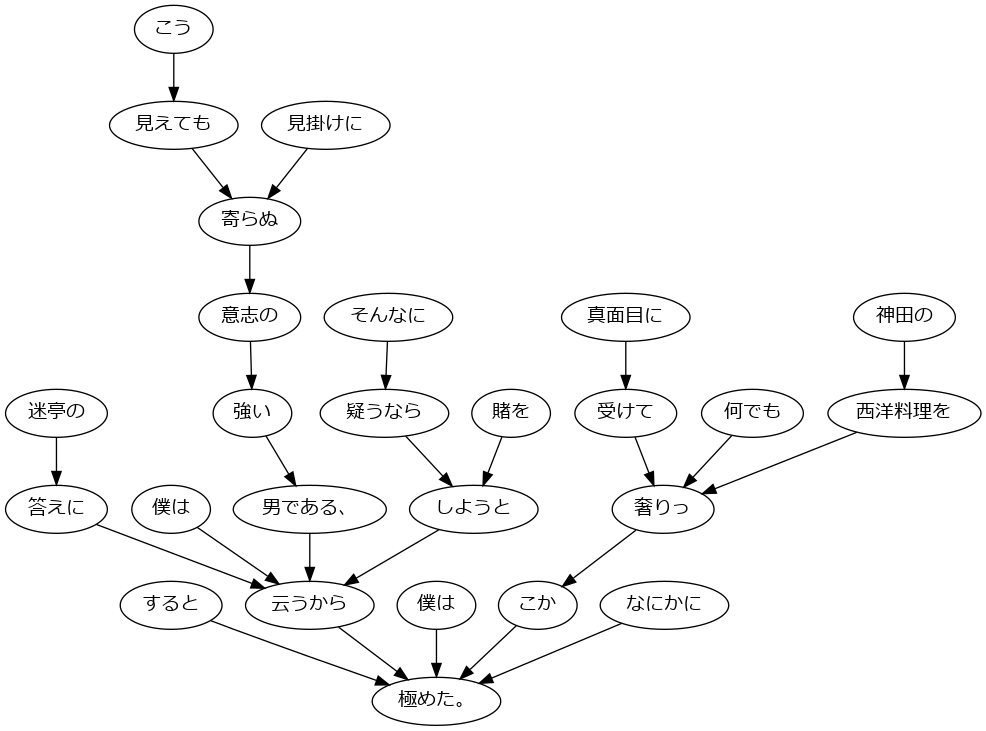 こう
見えても 見掛けに
寄らぬ
意志の そんなに 真面目に 神田の
迷亭の 強い 疑うなら 賭を 受けて 何でも 西洋料理を
答えに 僕は 男である、 しようと 奢りっ
すると 云うから 僕は こか なにかに
極めた。